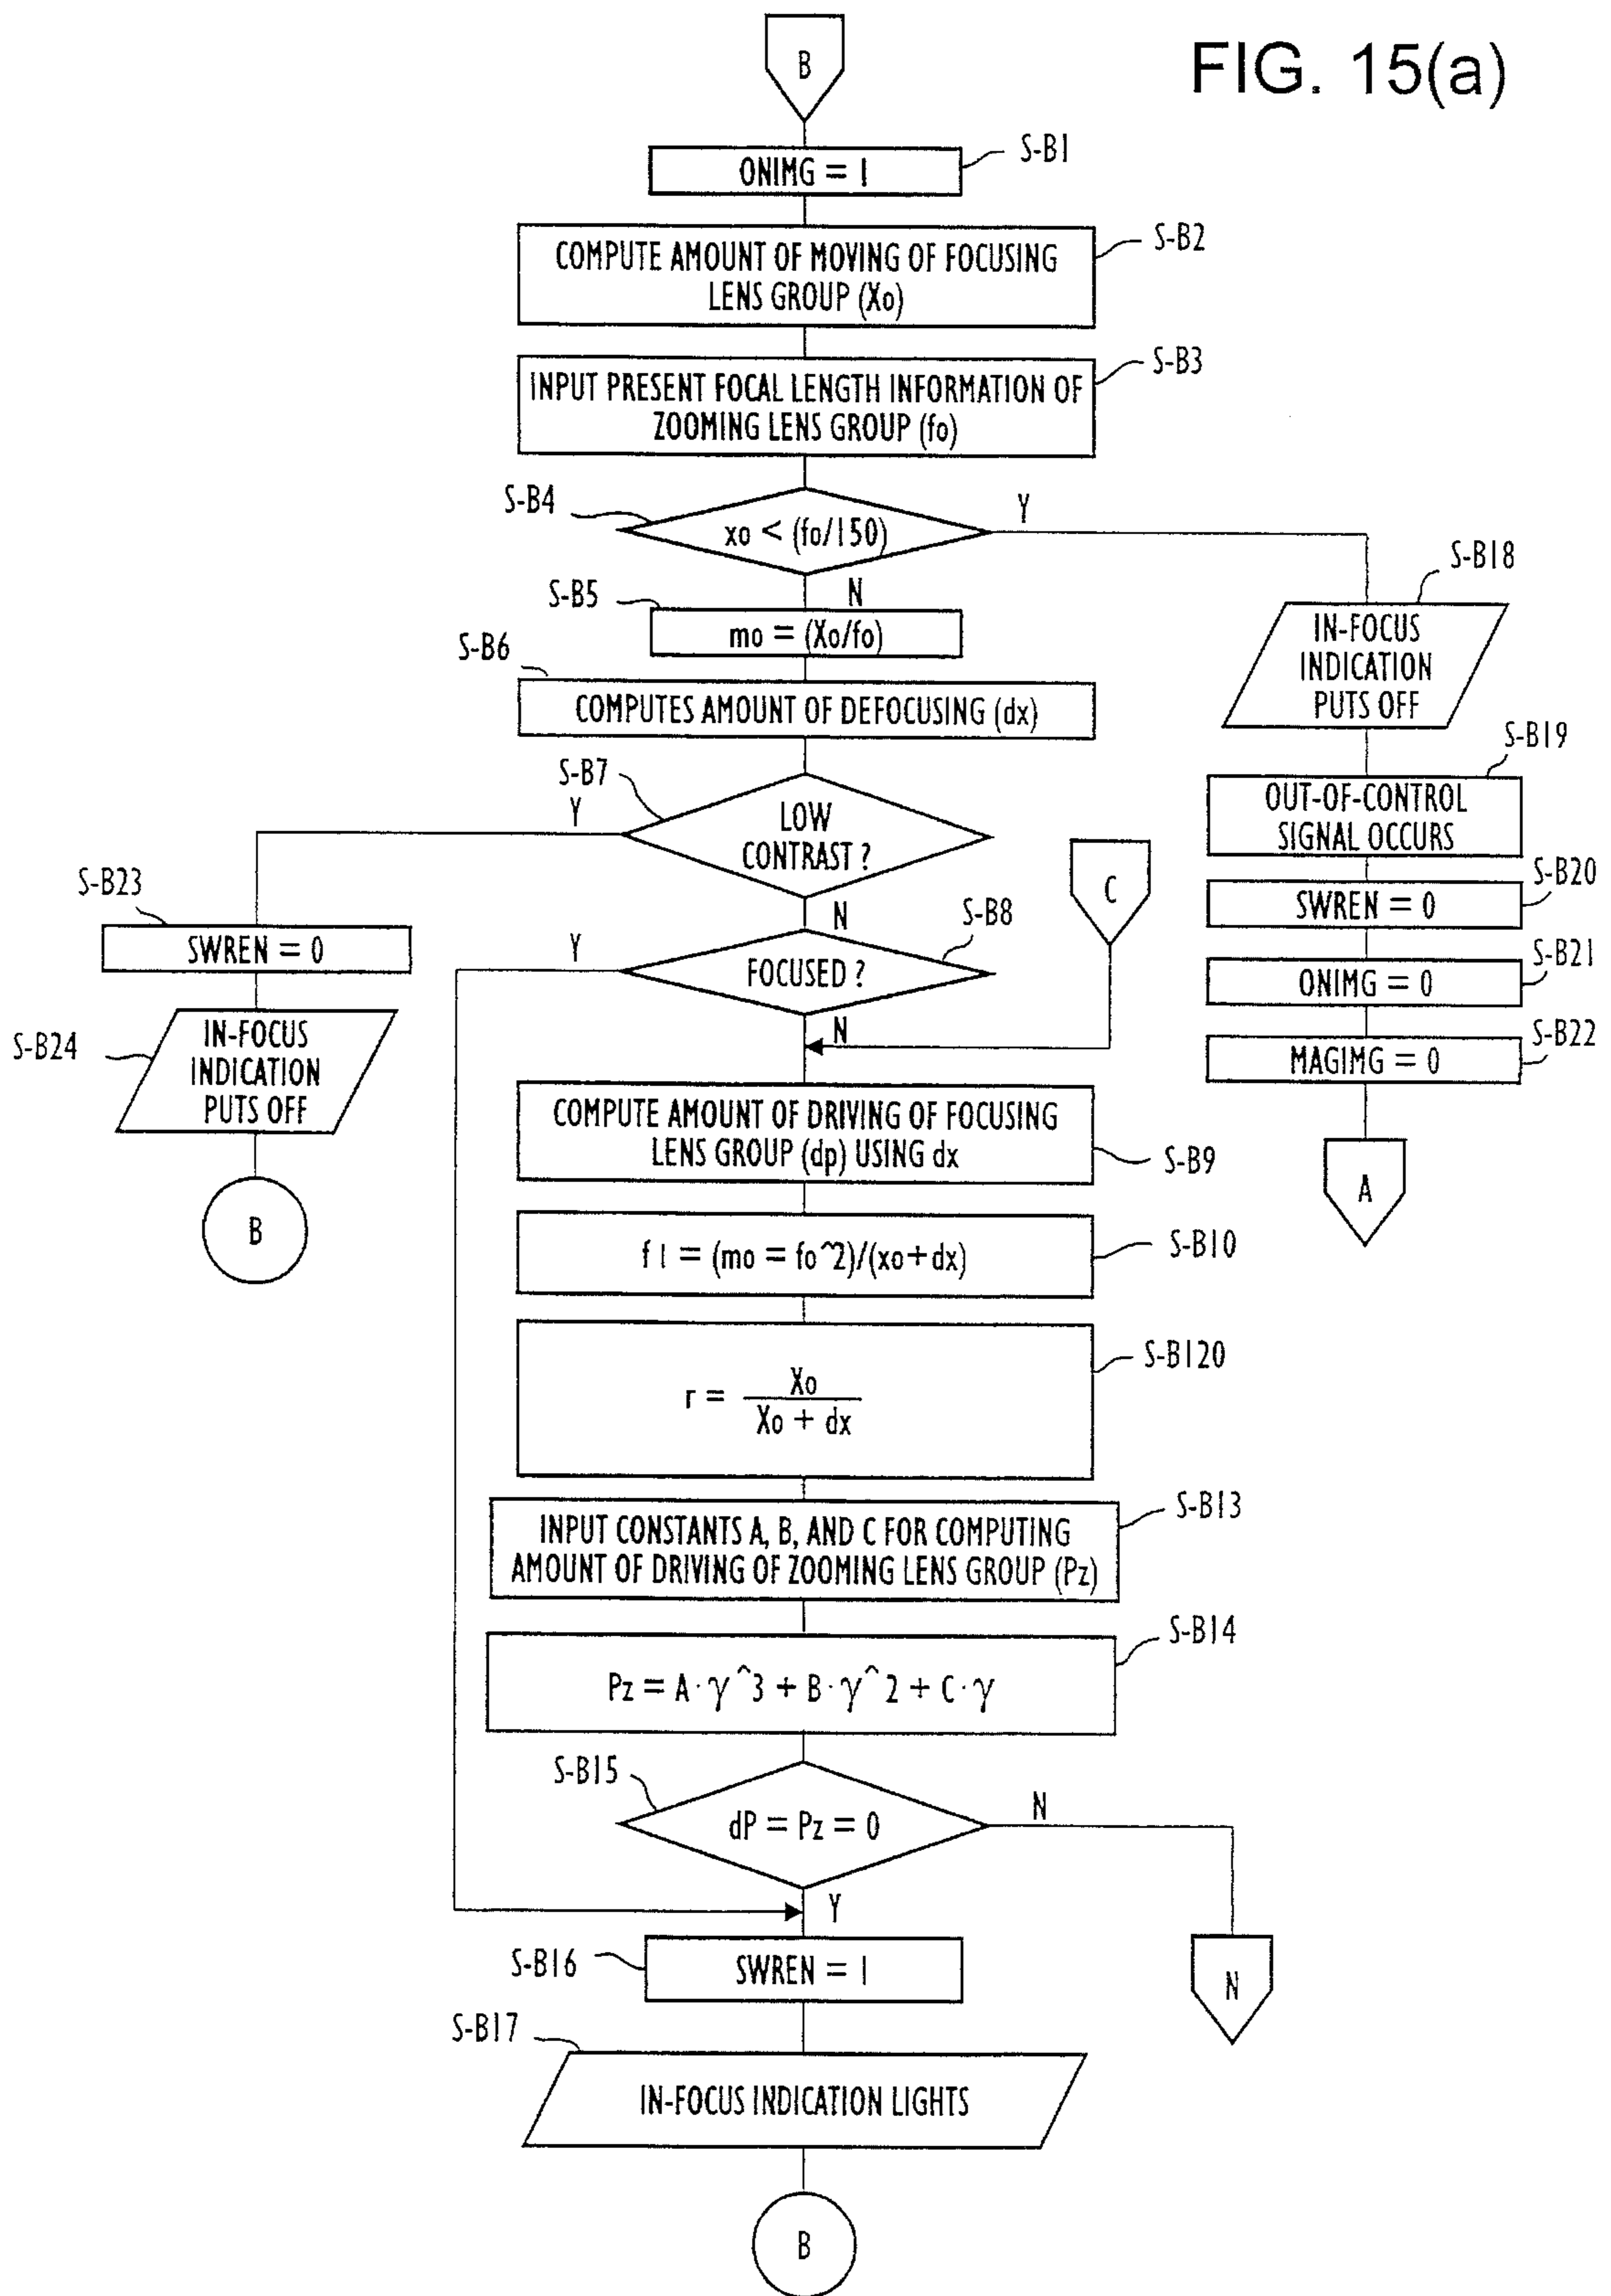 FIG. 15(a)
B
S-B1
ONIMG = 1
S-B2
COMPUTE AMOUNT OF MOVING OF FOCUSING
LENS GROUP (Xo)
S-B3
INPUT PRESENT FOCAL LENGTH INFORMATION OF
ZOOMING LENS GROUP (fo)
S-B4
xo < (fo/150)
Y
N
S-B5
mo = (Xo/fo)
S-B6
COMPUTES AMOUNT OF DEFOCUSING (dx)
S-B7
LOW
CONTRAST ?
Y
N
S-B8
FOCUSED ?
Y
N
C
S-B18
IN-FOCUS
INDICATION
PUTS OFF
S-B19
OUT-OF-CONTROL
SIGNAL OCCURS
S-B20
SWREN = 0
S-B21
ONIMG = 0
S-B22
MAGIMG = 0
A
S-B23
SWREN = 0
S-B24
IN-FOCUS
INDICATION
PUTS OFF
B
COMPUTE AMOUNT OF DRIVING OF FOCUSING
LENS GROUP (dp) USING dx
S-B9
f1 = (mo = fo^2)/(xo+dx)
S-B10
S-B120
r = Xo
Xo + dx
S-B13
INPUT CONSTANTS A, B, AND C FOR COMPUTING
AMOUNT OF DRIVING OF ZOOMING LENS GROUP (Pz)
S-B14
Pz = A·γ^3 + B·γ^2 + C·γ
S-B15
dP = Pz = 0
N
Y
N
S-B16
SWREN = 1
S-B17
IN-FOCUS INDICATION LIGHTS
B